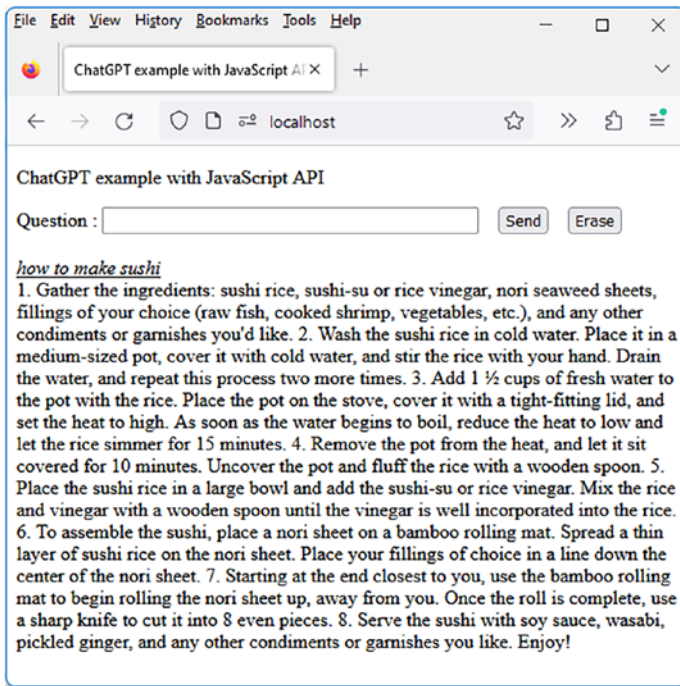 File Edit View History Bookmarks Tools Help
ChatGPT example with JavaScript AP
localhost
ChatGPT example with JavaScript API
Question : Send Erase
how to make sushi
1. Gather the ingredients: sushi rice, sushi-su or rice vinegar, nori seaweed sheets,
fillings of your choice (raw fish, cooked shrimp, vegetables, etc.), and any other
condiments or garnishes you'd like. 2. Wash the sushi rice in cold water. Place it in a
medium-sized pot, cover it with cold water, and stir the rice with your hand. Drain
the water, and repeat this process two more times. 3. Add 1 ½ cups of fresh water to
the pot with the rice. Place the pot on the stove, cover it with a tight-fitting lid, and
set the heat to high. As soon as the water begins to boil, reduce the heat to low and
let the rice simmer for 15 minutes. 4. Remove the pot from the heat, and let it sit
covered for 10 minutes. Uncover the pot and fluff the rice with a wooden spoon. 5.
Place the sushi rice in a large bowl and add the sushi-su or rice vinegar. Mix the rice
and vinegar with a wooden spoon until the vinegar is well incorporated into the rice.
6. To assemble the sushi, place a nori sheet on a bamboo rolling mat. Spread a thin
layer of sushi rice on the nori sheet. Place your fillings of choice in a line down the
center of the nori sheet. 7. Starting at the end closest to you, use the bamboo rolling
mat to begin rolling the nori sheet up, away from you. Once the roll is complete, use
a sharp knife to cut it into 8 even pieces. 8. Serve the sushi with soy sauce, wasabi,
pickled ginger, and any other condiments or garnishes you like. Enjoy!